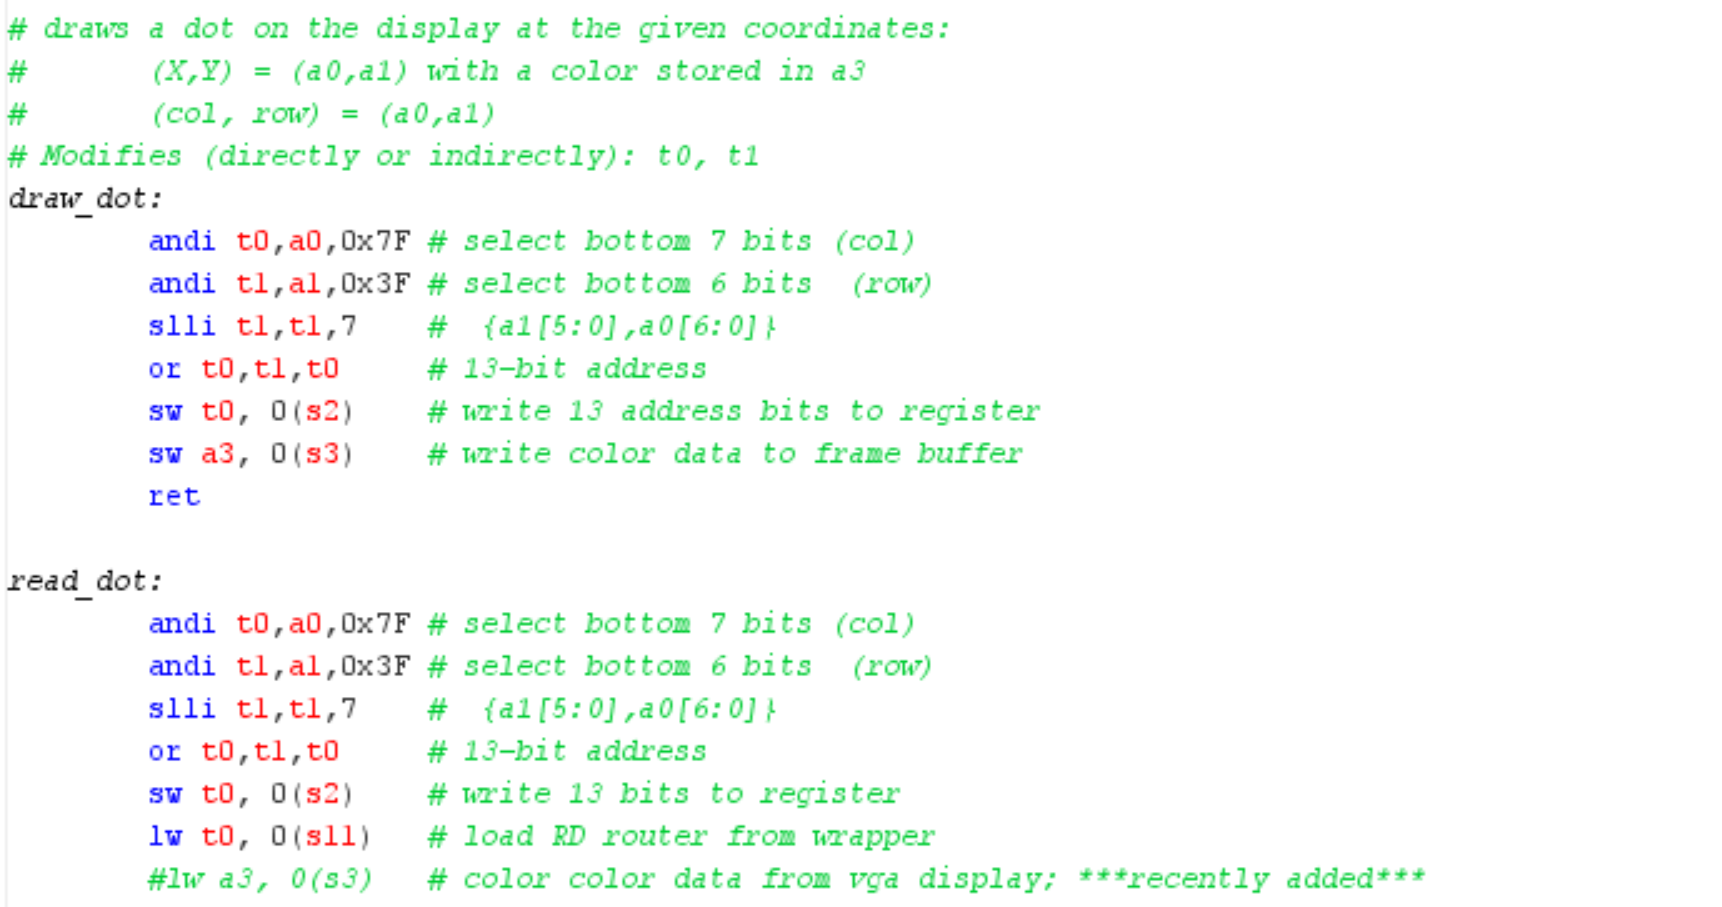 # draws a dot on the display at the given coordinates:
#       (X,Y) = (a0,a1) with a color stored in a3
#       (col, row) = (a0,a1)
# Modifies (directly or indirectly): t0, t1
draw_dot:
        andi t0,a0,0x7F # select bottom 7 bits (col)
        andi t1,a1,0x3F # select bottom 6 bits  (row)
        slli t1,t1,7    #  {a1[5:0],a0[6:0]}
        or t0,t1,t0     # 13-bit address
        sw t0, 0(s2)    # write 13 address bits to register
        sw a3, 0(s3)    # write color data to frame buffer
        ret
read_dot:
        andi t0,a0,0x7F # select bottom 7 bits (col)
        andi t1,a1,0x3F # select bottom 6 bits  (row)
        slli t1,t1,7    #  {a1[5:0],a0[6:0]}
        or t0,t1,t0     # 13-bit address
        sw t0, 0(s2)    # write 13 bits to register
        lw t0, 0(s11)   # load RD router from wrapper
        #lw a3, 0(s3)   # color color data from vga display; ***recently added***